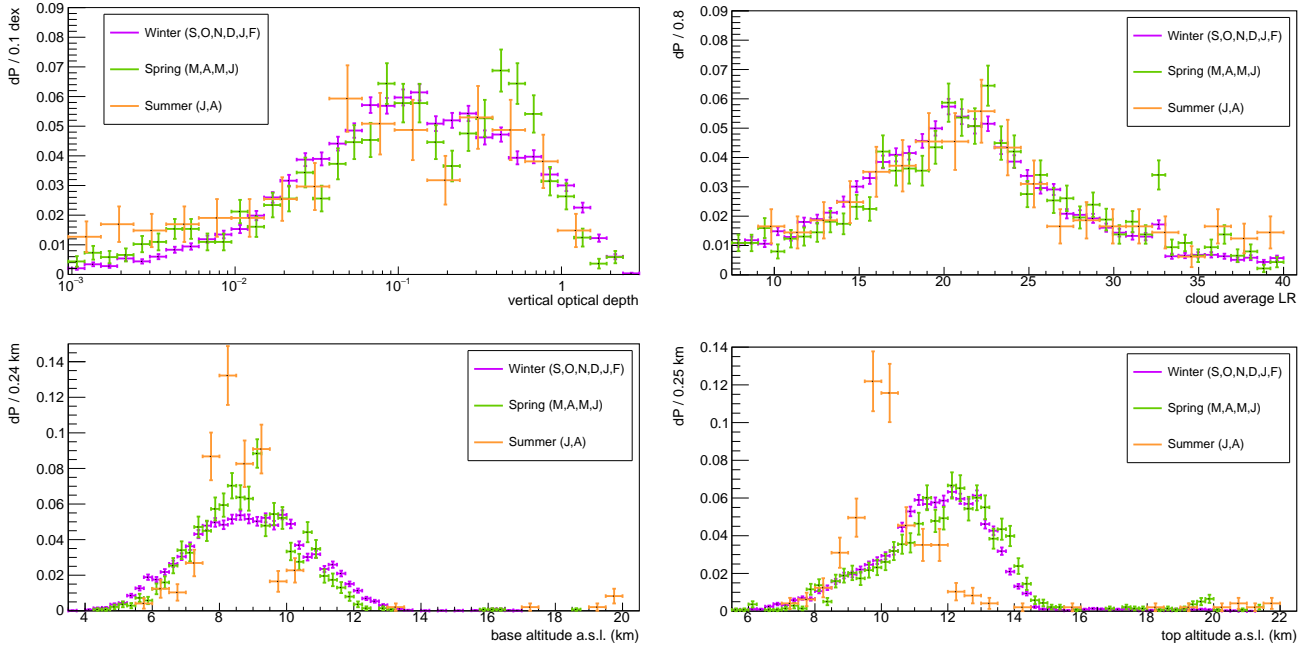 dP / 0.1 dex
0.09
0.08
0.07
0.06
0.05
0.04
0.03
0.02
0.01
0
Winter (S,O,N,D,J,F)
Spring (M,A,M,J)
Summer (J,A)
10⁻³ 10⁻² 10⁻¹ 1
vertical optical depth
dP / 0.8
0.09
0.08
0.07
0.06
0.05
0.04
0.03
0.02
0.01
0
Winter (S,O,N,D,J,F)
Spring (M,A,M,J)
Summer (J,A)
10 15 20 25 30 35 40
cloud average LR
dP / 0.24 km
0.14
0.12
0.1
0.08
0.06
0.04
0.02
0
Winter (S,O,N,D,J,F)
Spring (M,A,M,J)
Summer (J,A)
4 6 8 10 12 14 16 18 20
base altitude a.s.l. (km)
dP / 0.25 km
0.14
0.12
0.1
0.08
0.06
0.04
0.02
0
Winter (S,O,N,D,J,F)
Spring (M,A,M,J)
Summer (J,A)
6 8 10 12 14 16 18 20 22
top altitude a.s.l. (km)